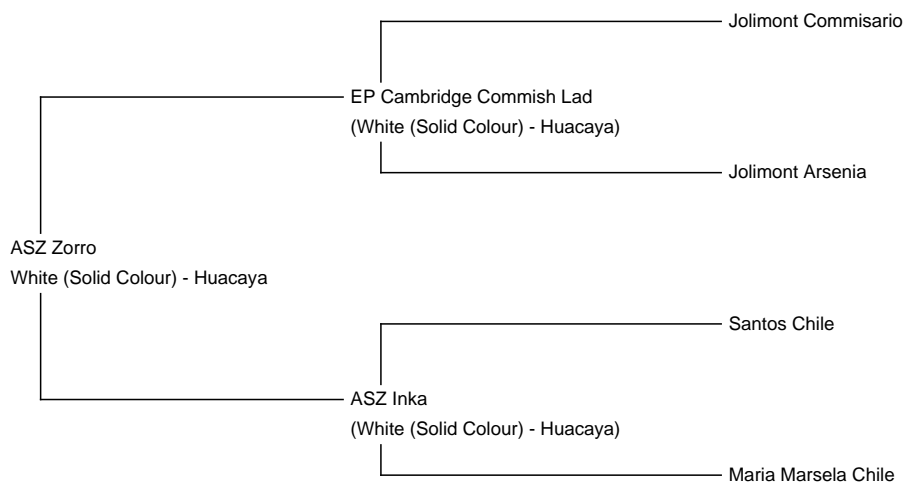 Jolimont Commisario
EP Cambridge Commish Lad
(White (Solid Colour) - Huacaya)
Jolimont Arsenia
ASZ Zorro
White (Solid Colour) - Huacaya
Santos Chile
ASZ Inka
(White (Solid Colour) - Huacaya)
Maria Marsela Chile